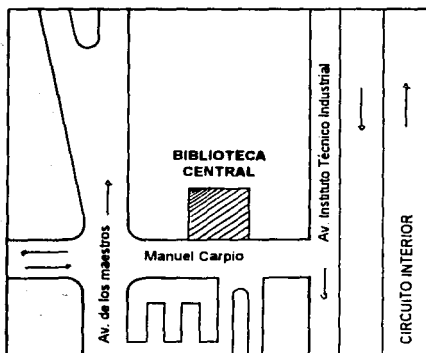 BIBLIOTECA
CENTRAL
Manuel Carpio
Av. de los maestros
Av. Instituto Técnico Industrial
CIRCUITO INTERIOR